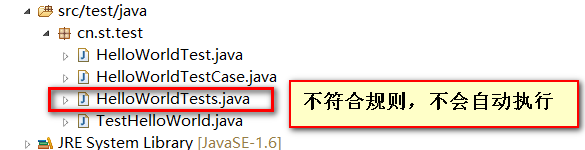 src/test/java
cn.st.test
HelloWorldTest.java
HelloWorldTestCase.java
HelloWorldTests.java
不符合规则，不会自动执行
TestHelloWorld.java
JRE System Library [JavaSE-1.6]